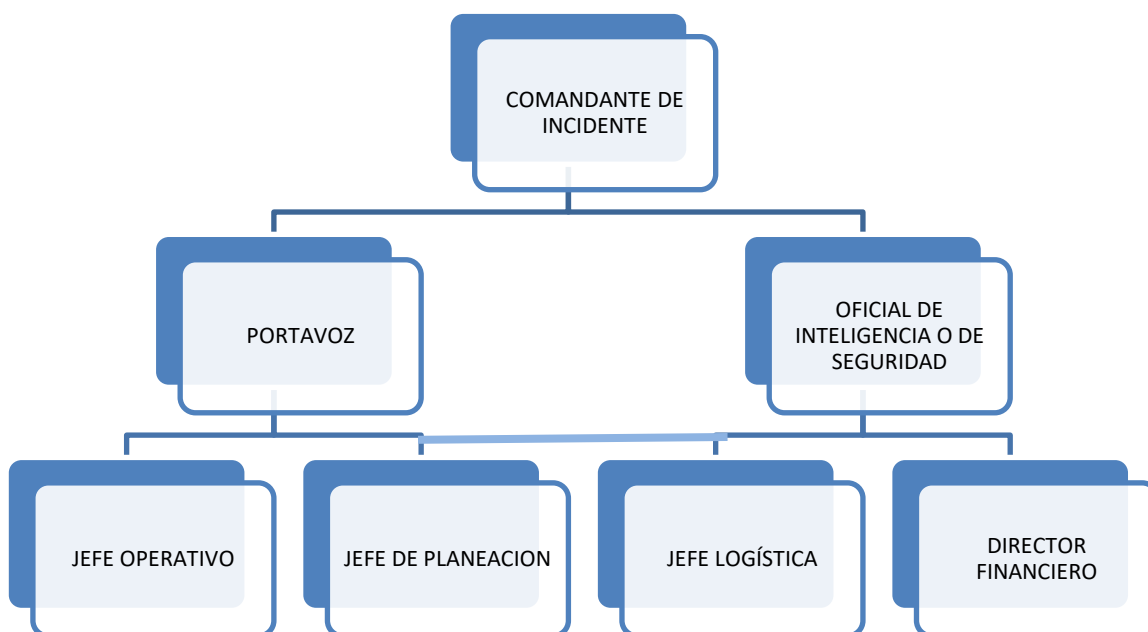 COMANDANTE DE
INCIDENTE
PORTAVOZ
OFICIAL DE
INTELIGENCIA O DE
SEGURIDAD
JEFE OPERATIVO
JEFE DE PLANEACION
JEFE LOGÍSTICA
DIRECTOR
FINANCIERO